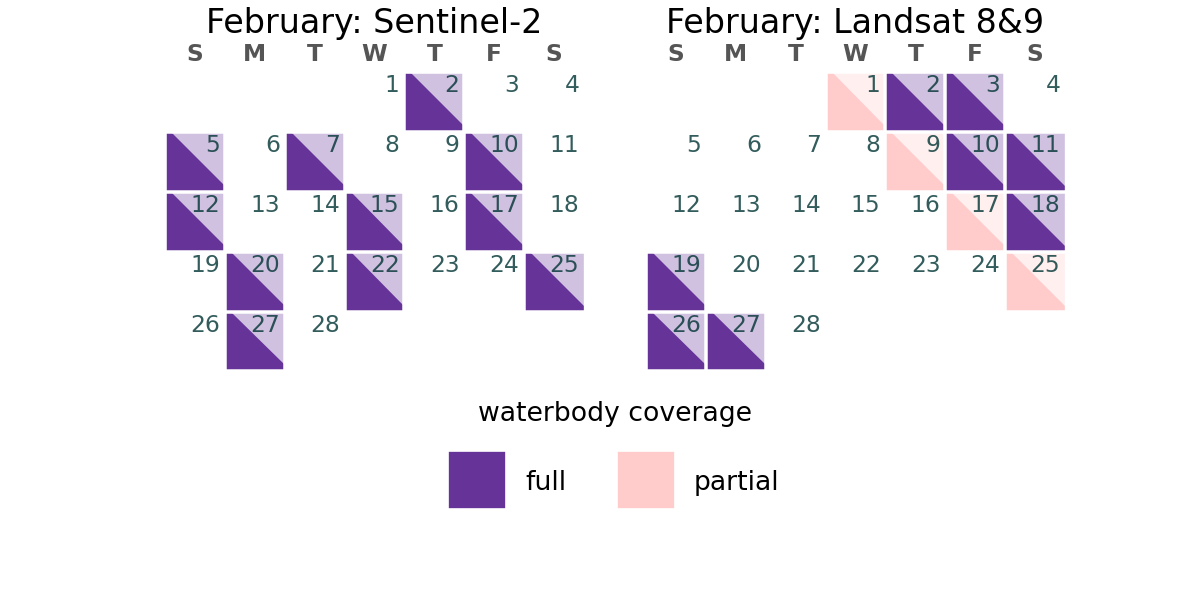 February: Sentinel-2
S M T W T F S
1 2 3 4
5 6 7 8 9 10 11
12 13 14 15 16 17 18
19 20 21 22 23 24 25
26 27 28
February: Landsat 8&9
S M T W T F S
1 2 3 4
5 6 7 8 9 10 11
12 13 14 15 16 17 18
19 20 21 22 23 24 25
26 27 28
waterbody coverage
full partial